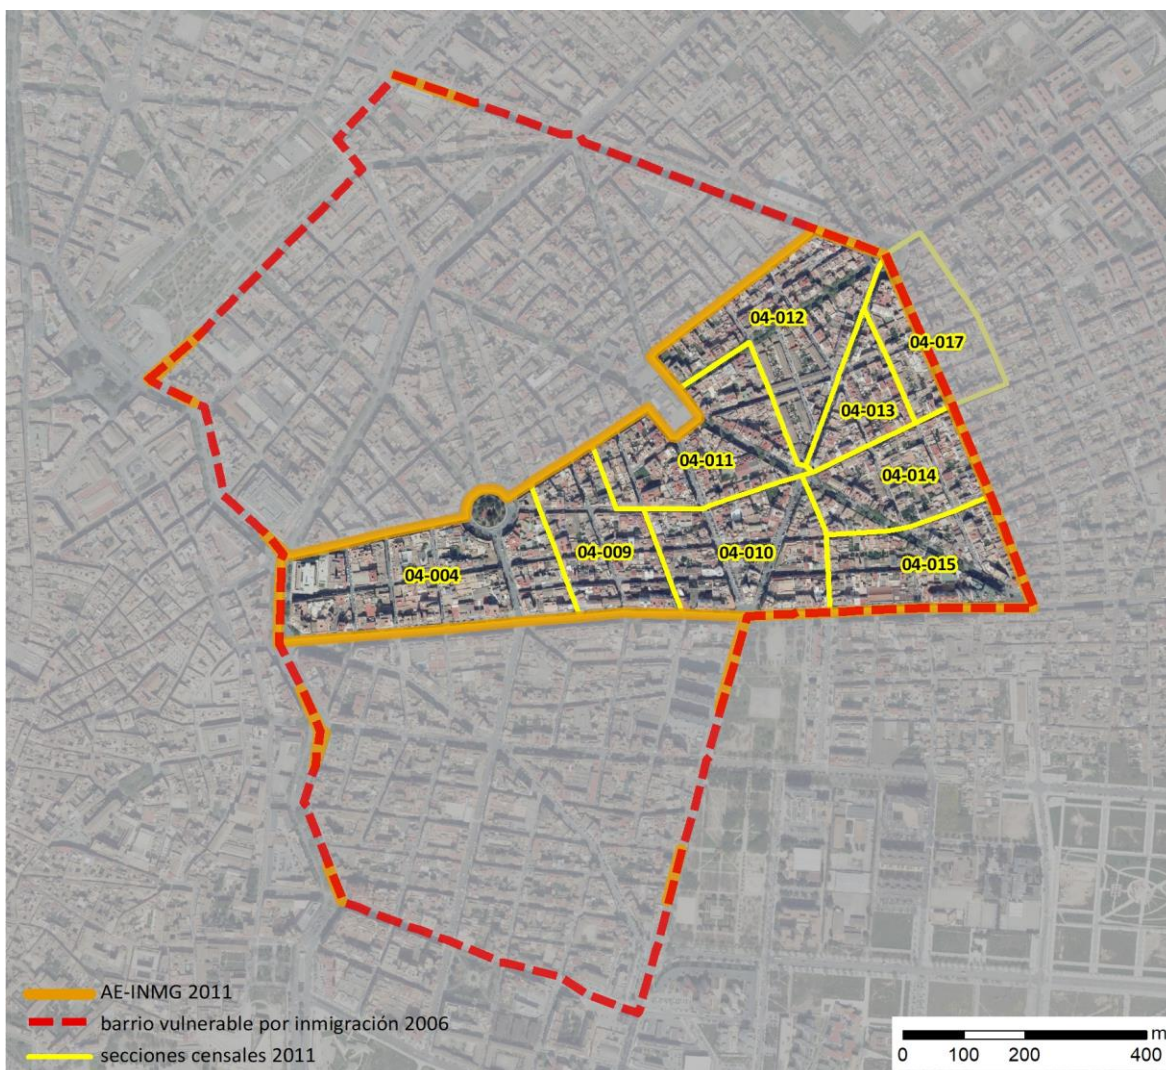 04-012
04-017
04-013
04-011
04-014
04-009
04-010
04-004
04-015
AE-INMG 2011
barrio vulnerable por inmigración 2006
secciones censales 2011
m
0 100 200 400